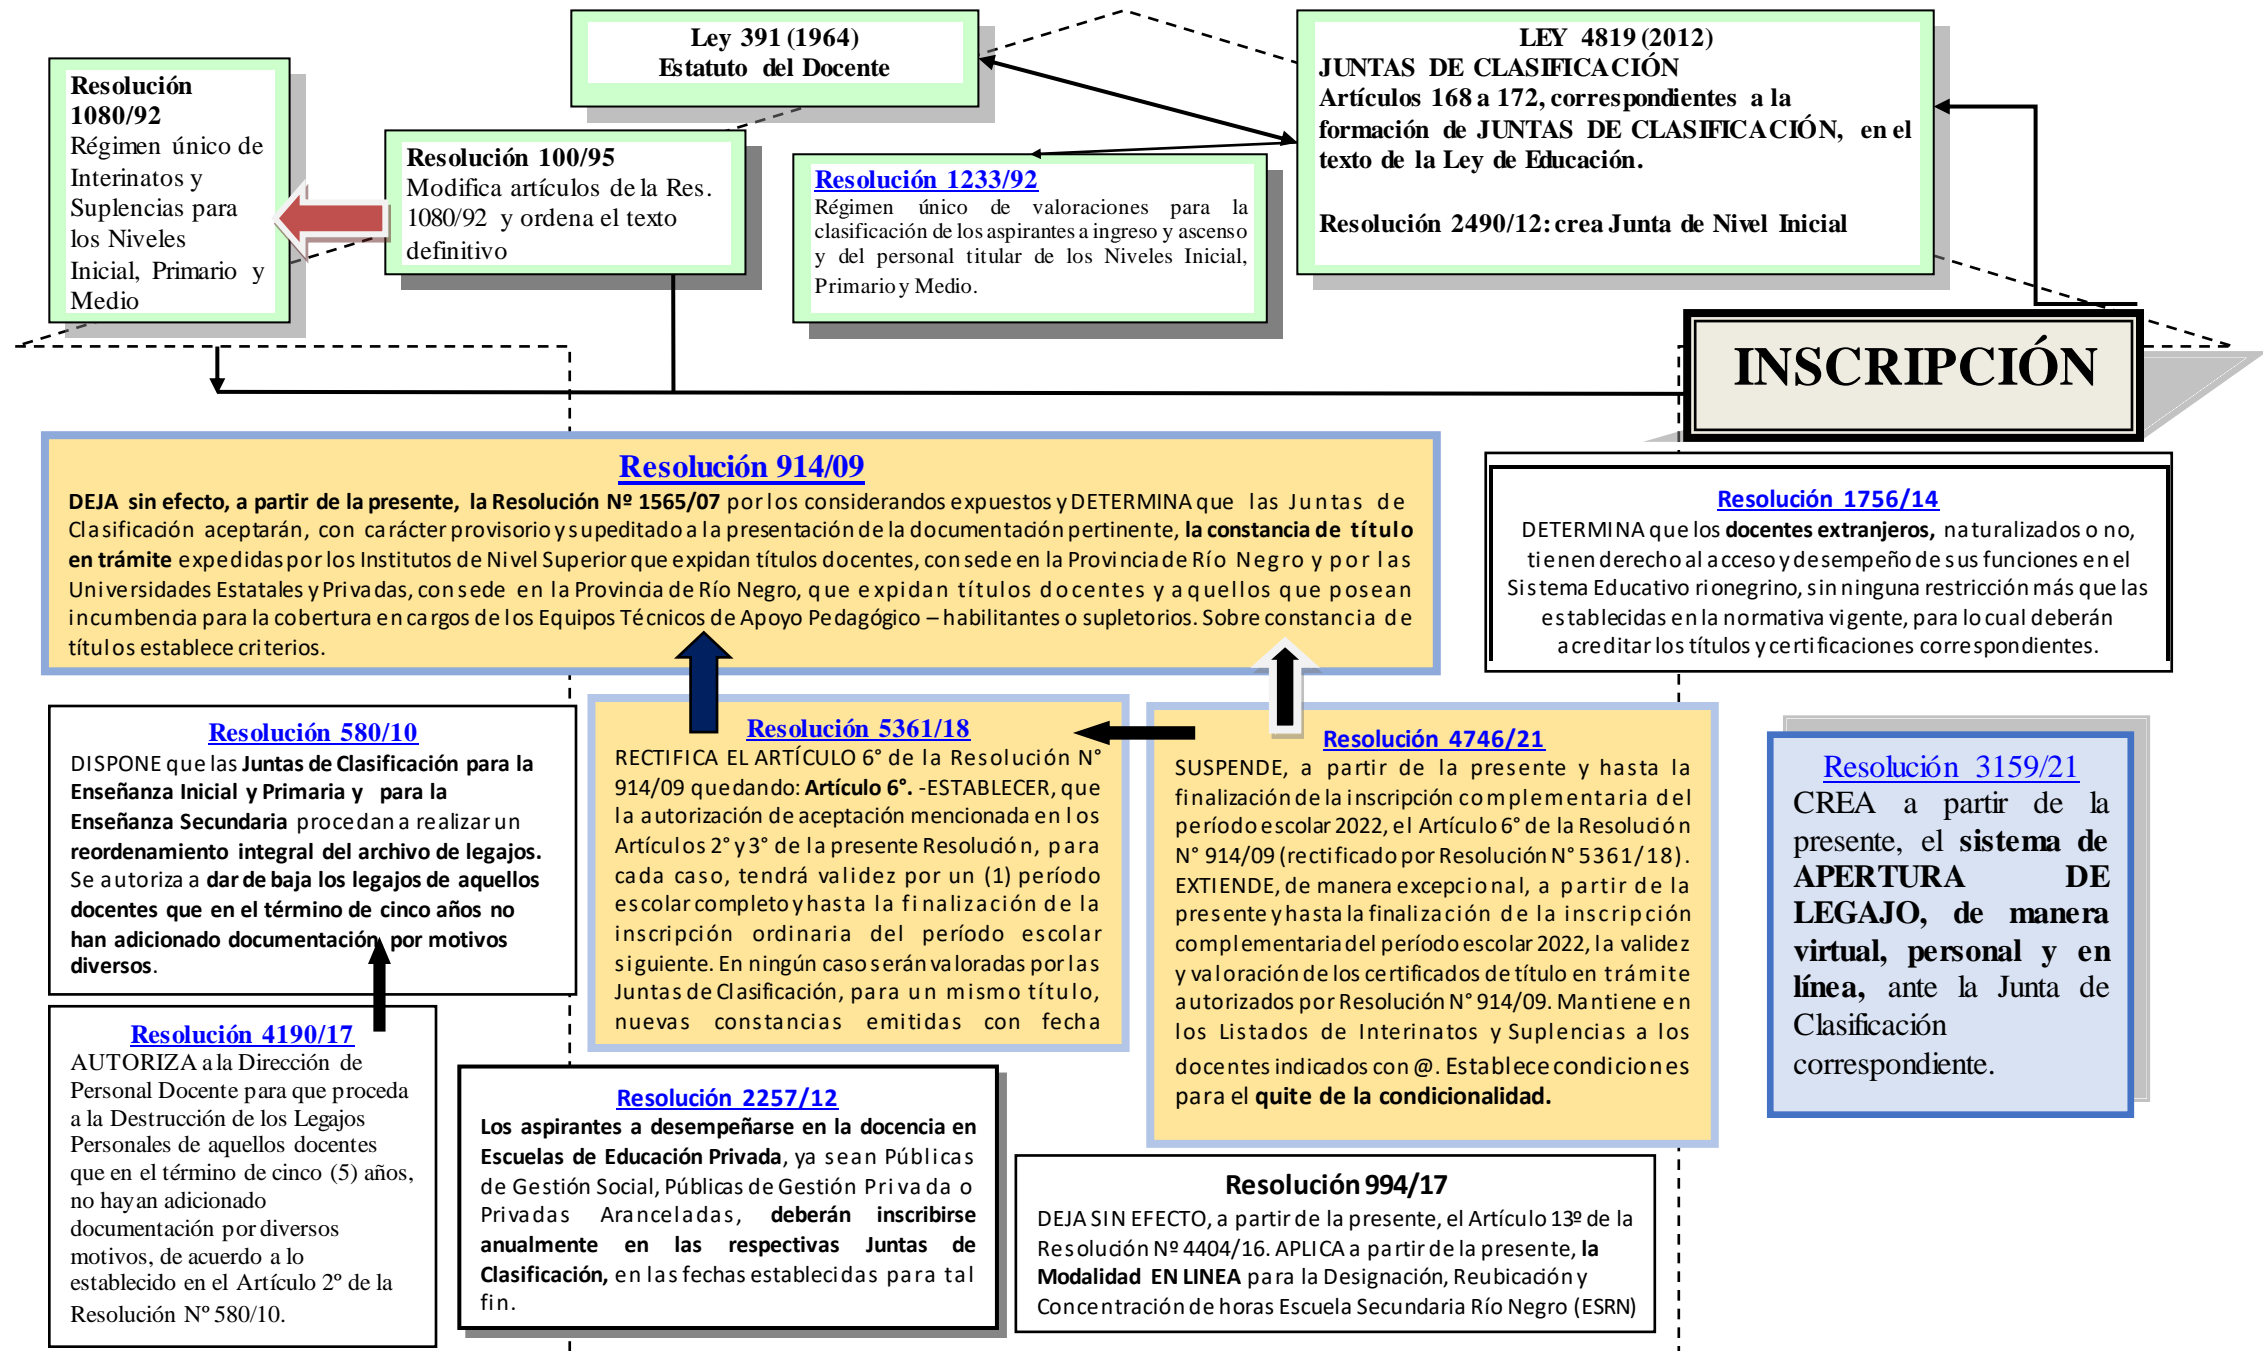 Ley 391 (1964)
Estatuto del Docente
LEY 4819 (2012)
JUNTAS DE CLASIFICACIÓN
Artículos 168 a 172, correspondientes a la
formación de JUNTAS DE CLASIFICACIÓN, en el
texto de la Ley de Educación.
Resolución 2490/12: crea Junta de Nivel Inicial
Resolución
1080/92
Régimen único de
Interinatos y
Suplencias para
los Niveles
Inicial, Primario y
Medio
Resolución 100/95
Modifica artículos de la Res.
1080/92 y ordena el texto
definitivo
Resolución 1233/92
Régimen único de valoraciones para la
clasificación de los aspirantes a ingreso y ascenso
y del personal titular de los Niveles Inicial,
Primario y Medio.
INSCRIPCIÓN
Resolución 914/09
DEJA sin efecto, a partir de la presente, la Resolución Nº 1565/07 por los considerandos expuestos y DETERMINA que las Juntas de
Clasificación aceptarán, con carácter provisorio y supeditado a la presentación de la documentación pertinente, la constancia de título
en trámite expedidas por los Institutos de Nivel Superior que expidan títulos docentes, con sede en la Provincia de Río Negro y por las
Universidades Estatales y Privadas, con sede en la Provincia de Río Negro, que expidan títulos docentes y aquellos que posean
incumbencia para la cobertura en cargos de los Equipos Técnicos de Apoyo Pedagógico – habilitantes o supletorios. Sobre constancia de
títulos establece criterios.
Resolución 1756/14
DETERMINA que los docentes extranjeros, naturalizados o no,
tienen derecho al acceso y desempeño de sus funciones en el
Sistema Educativo rionegrino, sin ninguna restricción más que las
establecidas en la normativa vigente, para lo cual deberán
acreditar los títulos y certificaciones correspondientes.
Resolución 580/10
DISPONE que las Juntas de Clasificación para la
Enseñanza Inicial y Primaria y para la
Enseñanza Secundaria procedan a realizar un
reordenamiento integral del archivo de legajos.
Se autoriza a dar de baja los legajos de aquellos
docentes que en el término de cinco años no
han adicionado documentación por motivos
diversos.
Resolución 5361/18
RECTIFICA EL ARTÍCULO 6° de la Resolución N°
914/09 quedando: Artículo 6°. -ESTABLECER, que
la autorización de aceptación mencionada en los
Artículos 2° y 3° de la presente Resolución, para
cada caso, tendrá validez por un (1) período
escolar completo y hasta la finalización de la
inscripción ordinaria del período escolar
siguiente. En ningún caso serán valoradas por las
Juntas de Clasificación, para un mismo título,
nuevas constancias emitidas con fecha
Resolución 4746/21
SUSPENDE, a partir de la presente y hasta la
finalización de la inscripción complementaria del
período escolar 2022, el Artículo 6° de la Resolución
N° 914/09 (rectificado por Resolución N° 5361/18).
EXTIENDE, de manera excepcional, a partir de la
presente y hasta la finalización de la inscripción
complementaria del período escolar 2022, la validez
y valoración de los certificados de título en trámite
autorizados por Resolución N° 914/09. Mantiene en
los Listados de Interinatos y Suplencias a los
docentes indicados con @. Establece condiciones
para el quite de la condicionalidad.
Resolución 3159/21
CREA a partir de la
presente, el sistema de
APERTURA DE
LEGAJO, de manera
virtual, personal y en
línea, ante la Junta de
Clasificación
correspondiente.
Resolución 4190/17
AUTORIZA a la Dirección de
Personal Docente para que proceda
a la Destrucción de los Legajos
Personales de aquellos docentes
que en el término de cinco (5) años,
no hayan adicionado
documentación por diversos
motivos, de acuerdo a lo
establecido en el Artículo 2º de la
Resolución Nº 580/10.
Resolución 2257/12
Los aspirantes a desempeñarse en la docencia en
Escuelas de Educación Privada, ya sean Públicas
de Gestión Social, Públicas de Gestión Privada o
Privadas Aranceladas, deberán inscribirse
anualmente en las respectivas Juntas de
Clasificación, en las fechas establecidas para tal
fin.
Resolución 994/17
DEJA SIN EFECTO, a partir de la presente, el Artículo 13º de la
Resolución Nº 4404/16. APLICA a partir de la presente, la
Modalidad EN LINEA para la Designación, Reubicación y
Concentración de horas Escuela Secundaria Río Negro (ESRN)